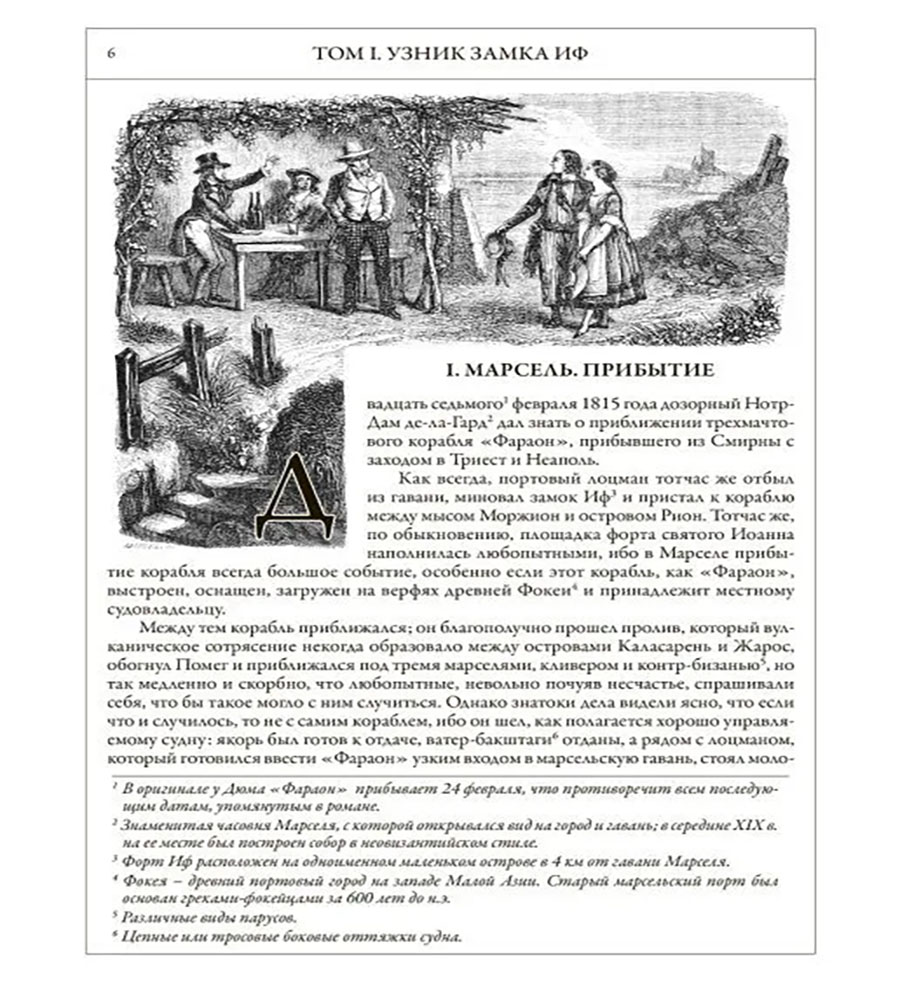 6
ТОМ I. УЗНИК ЗАМКА ИФ
I. МАРСЕЛЬ. ПРИБЫТИЕ
Двадцать седьмого¹ февраля 1815 года дозорный Нотр-
Дам де-ла-Гард² дал знать о приближении трехмачто-
вого корабля «Фараон», прибывшего из Смирны с
заходом в Триест и Неаполь.
Как всегда, портовый лоцман тотчас же отбыл
из гавани, миновал замок Иф³ и пристал к кораблю
между мысом Моржион и островом Рион. Тотчас же,
по обыкновению, площадка форта святого Иоанна
наполнилась любопытными, ибо в Марселе прибы-
тие корабля всегда большое событие, особенно если этот корабль, как «Фараон»,
выстроен, оснащен, загружен на верфях древней Фокеи⁴ и принадлежит местному
судовладельцу.
Между тем корабль приближался; он благополучно прошел пролив, который вул-
каническое сотрясение некогда образовало между островами Каласарень и Жарос,
обогнул Помег и приближался под тремя марселями, кливером и контр-бизанью⁵, но
так медленно и скорбно, что любопытные, невольно почуяв несчастье, спрашивали
себя, что бы такое могло с ним случиться. Однако знатоки дела видели ясно, что если
что и случилось, то не с самим кораблем, ибо он шел, как полагается хорошо управля-
емому судну: якорь был готов к отдаче, ватер-бакштаги⁶ отданы, а рядом с лоцманом,
который готовился ввести «Фараон» узким входом в марсельскую гавань, стоял моло-
¹ В оригинале у Дюма «Фараон» прибывает 24 февраля, что противоречит всем последую-
щим датам, упомянутым в романе.
² Знаменитая часовня Марселя, с которой открывался вид на город и гавань; в середине XIX в.
на ее месте был построен собор в неовизантийском стиле.
³ Форт Иф расположен на одноименном маленьком острове в 4 км от гавани Марселя.
⁴ Фокея – древний портовый город на западе Малой Азии. Старый марсельский порт был
основан греками-фокейцами за 600 лет до н.э.
⁵ Различные виды парусов.
⁶ Цепные или тросовые боковые оттяжки судна.